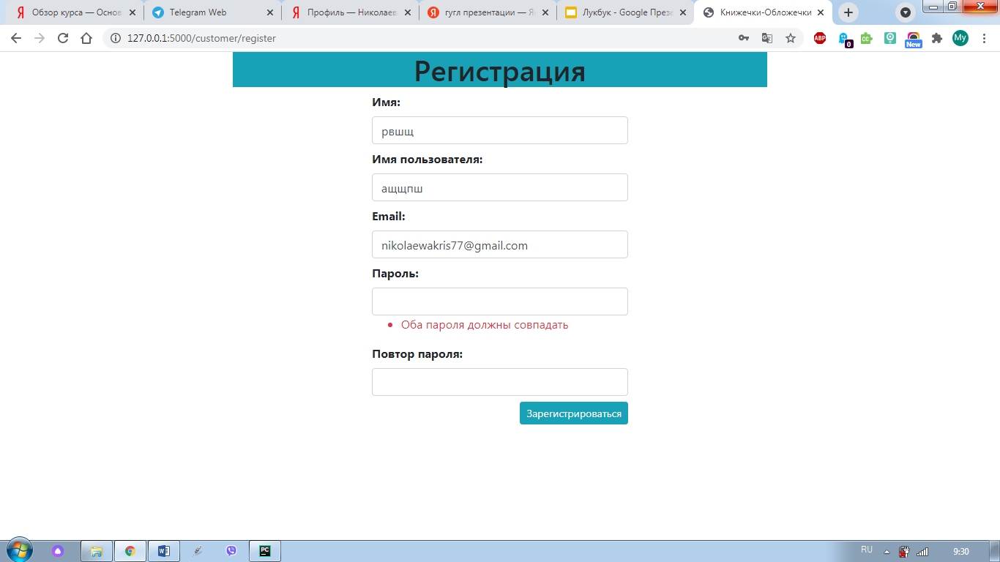 Обзор курса — Основ
Telegram Web
Профиль — Николаев
гугл презентации — Я
Лукбук - Google Презе
Книжечки-Обложечки
127.0.0.1:5000/customer/register
ABP
0
cc
New
My
Регистрация
Имя:
рвшщ
Имя пользователя:
ащщпш
Email:
nikolaewakris77@gmail.com
Пароль:
Оба пароля должны совпадать
Повтор пароля:
Зарегистрироваться
RU
9:30